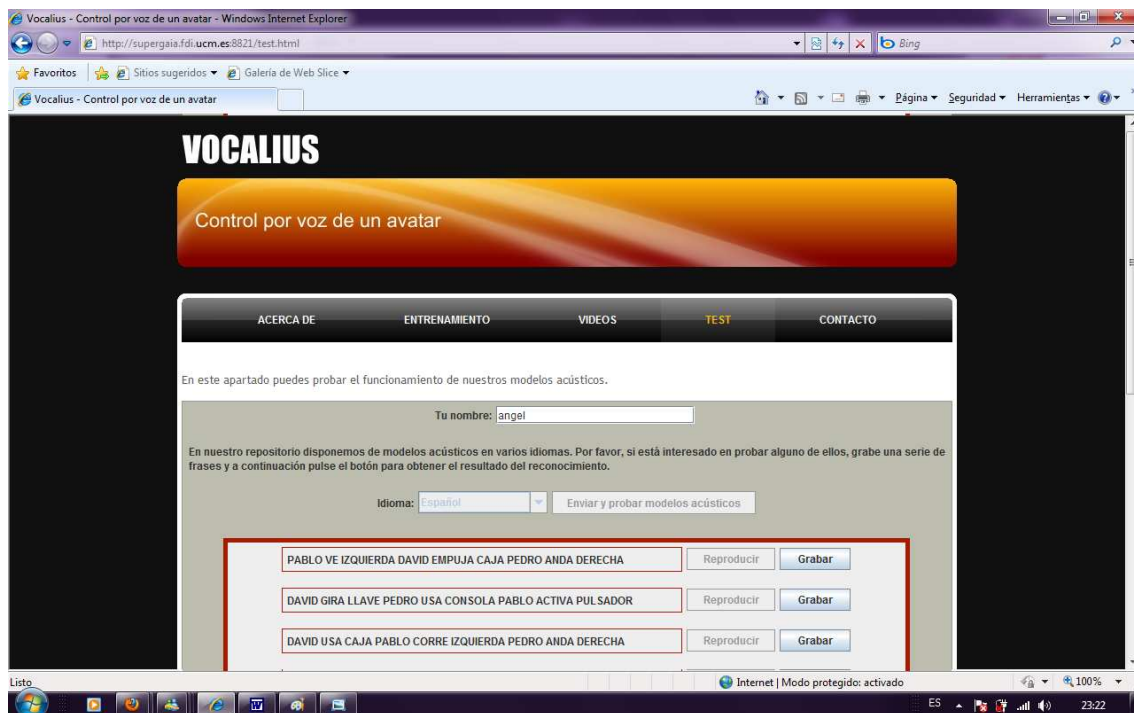 Vocalius - Control por voz de un avatar - Windows Internet Explorer
http://supergaia.fdi.ucm.es:8821/test.html
Bing
Favoritos Sitios sugeridos Galería de Web Slice
Vocalius - Control por voz de un avatar
Página Seguridad Herramientas
VOCALIUS
Control por voz de un avatar
ACERCA DE ENTRENAMIENTO VIDEOS TEST CONTACTO
En este apartado puedes probar el funcionamiento de nuestros modelos acústicos.
Tu nombre: angel
En nuestro repositorio disponemos de modelos acústicos en varios idiomas. Por favor, si está interesado en probar alguno de ellos, grabe una serie de
frases y a continuación pulse el botón para obtener el resultado del reconocimiento.
Idioma: Español Enviar y probar modelos acústicos
PABLO VE IZQUIERDA DAVID EMPUJA CAJA PEDRO ANDA DERECHA Reproducir Grabar
DAVID GIRA LLAVE PEDRO USA CONSOLA PABLO ACTIVA PULSADOR Reproducir Grabar
DAVID USA CAJA PABLO CORRE IZQUIERDA PEDRO ANDA DERECHA Reproducir Grabar
Listo Internet | Modo protegido: activado 100%
ES 23:22